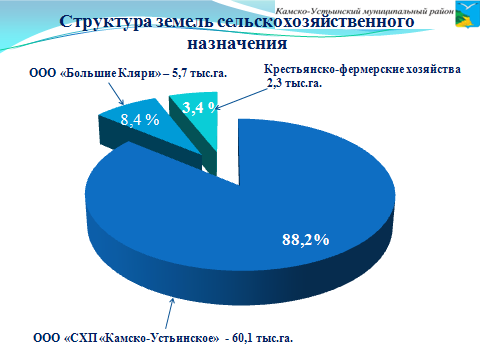 Камско-Устьинский муниципальный район
Структура земель сельскохозяйственного
назначения
ООО «Большие Кляри» – 5,7 тыс.га.
Крестьянско-фермерские хозяйства
2,3 тыс.га.
8,4 %
3,4 %
88,2%
ООО «СХП «Камско-Устьинское» - 60,1 тыс.га.